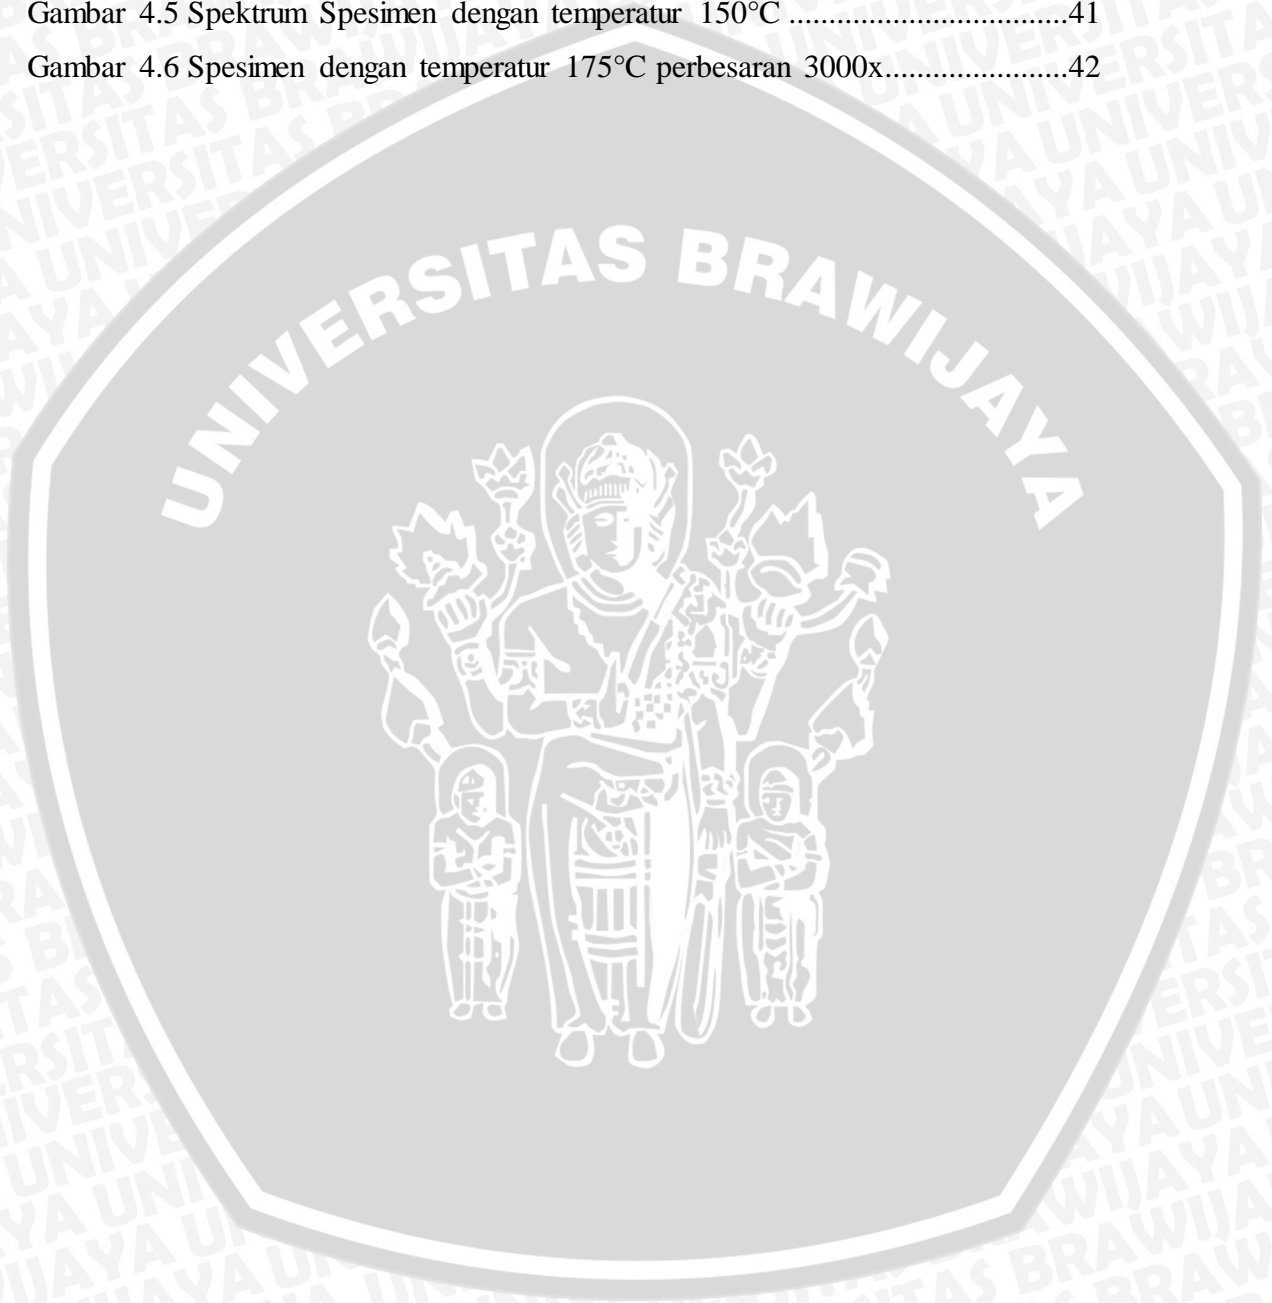 Gambar 4.5 Spektrum Spesimen dengan temperatur 150°C ...................................41
Gambar 4.6 Spesimen dengan temperatur 175°C perbesaran 3000x.......................42
UNIVERSITAS BRAWIJAYA